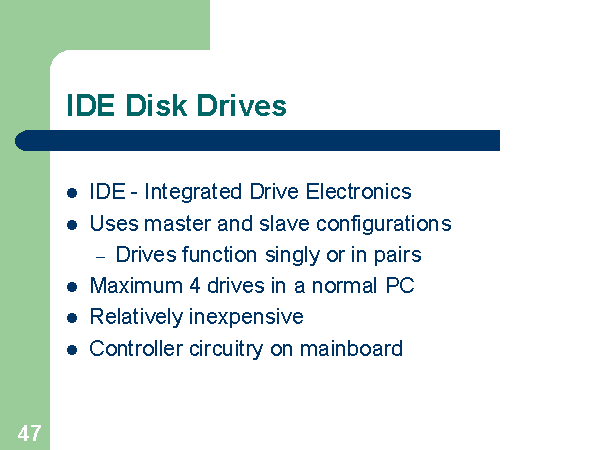 IDE Disk Drives
● IDE - Integrated Drive Electronics
● Uses master and slave configurations
– Drives function singly or in pairs
● Maximum 4 drives in a normal PC
● Relatively inexpensive
● Controller circuitry on mainboard
47